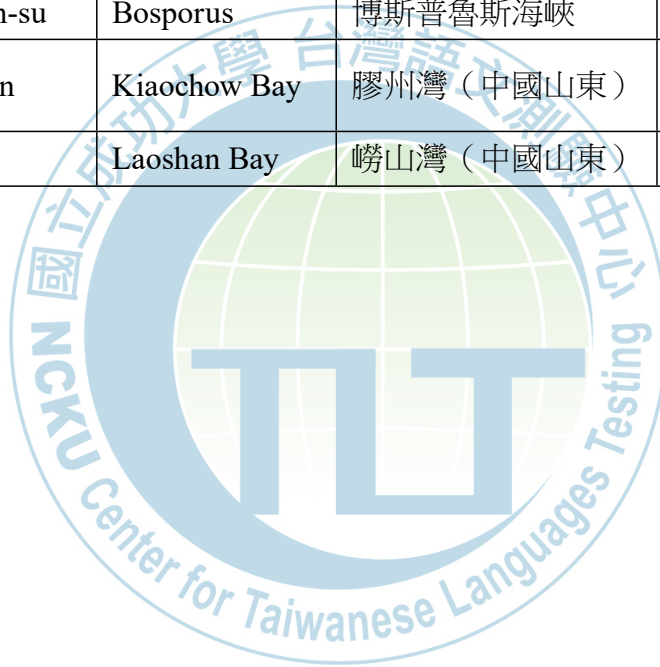 n-su Bosporus 博斯普魯斯海峽
n Kiaochow Bay 膠州灣（中國山東）
Laoshan Bay 嶗山灣（中國山東）
國立成功大學 台灣語文測驗中心
TLT
NCKU Center for Taiwanese Languages Testing